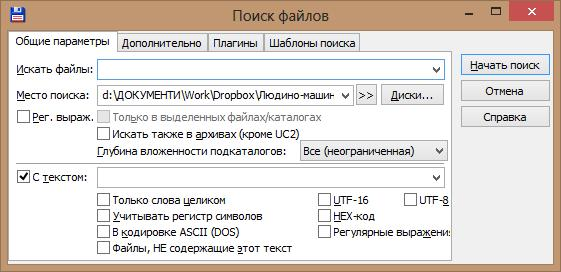 Поиск файлов
Общие параметры Дополнительно Плагины Шаблоны поиска
Искать файлы:
Начать поиск
Место поиска: d:\ДОКУМЕНТИ\Work\Dropbox\Людино-машин >> Диски...
Отмена
Рег. выраж. Только в выделенных файлах/каталогах
Справка
Искать также в архивах (кроме UC2)
Глубина вложенности подкаталогов: Все (неограниченная)
С текстом:
Только слова целиком UTF-16 UTF-8
Учитывать регистр символов HEX-код
В кодировке ASCII (DOS) Регулярные выражения
Файлы, НЕ содержащие этот текст